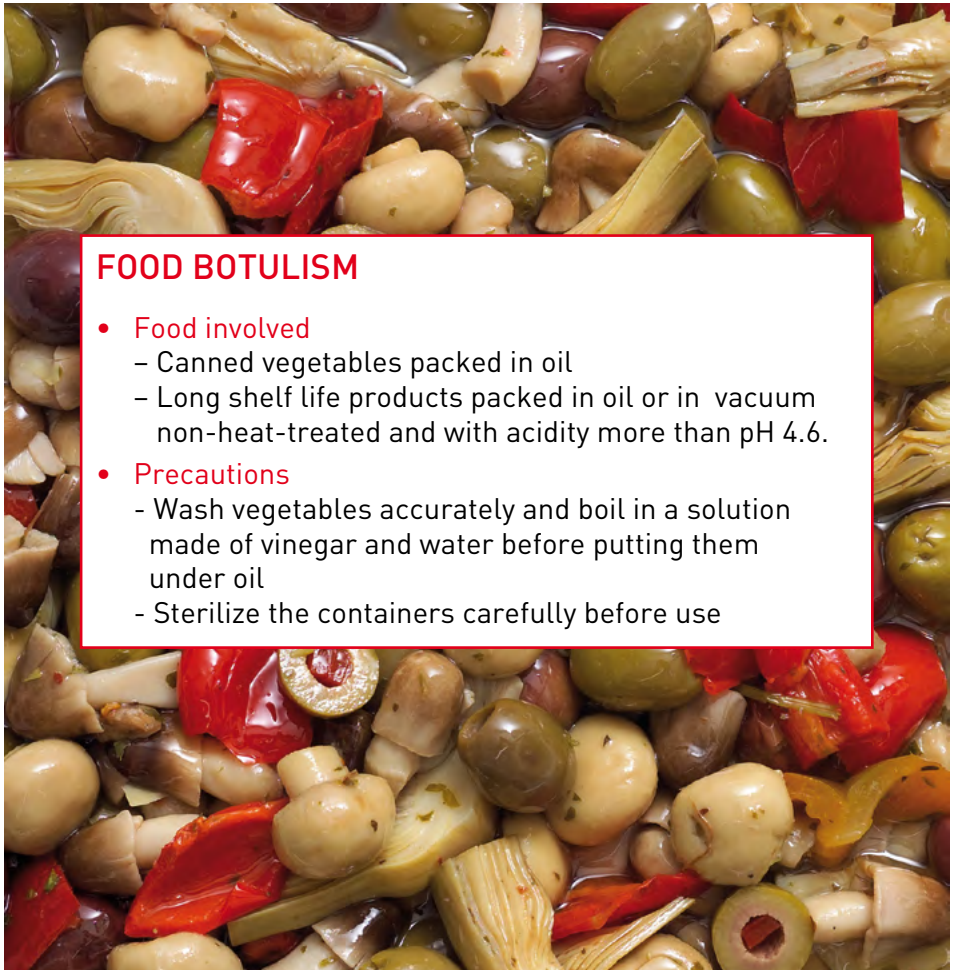 FOOD BOTULISM
• Food involved
– Canned vegetables packed in oil
– Long shelf life products packed in oil or in vacuum
non-heat-treated and with acidity more than pH 4.6.
• Precautions
- Wash vegetables accurately and boil in a solution
made of vinegar and water before putting them
under oil
- Sterilize the containers carefully before use